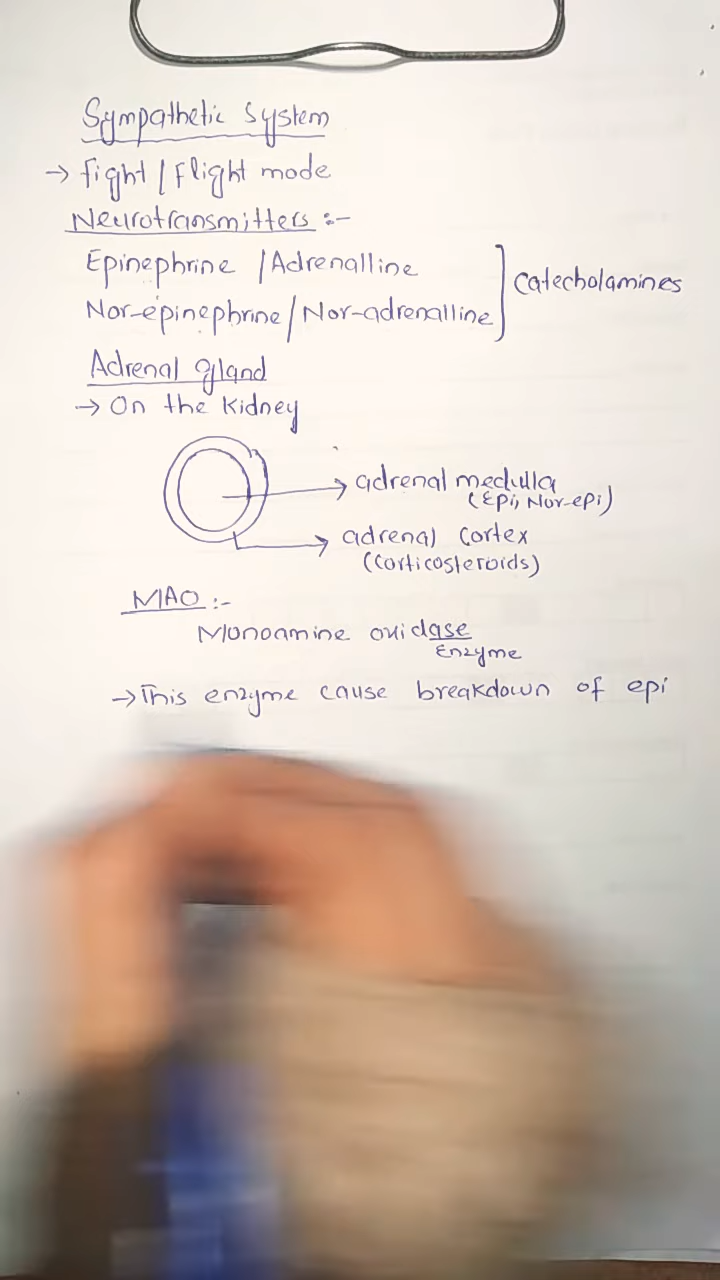 Sympathetic System
→ fight / Flight mode
Neurotransmitters :-
Epinephrine / Adrenalline
Nor-epinephrine / Nor-adrenalline
Catecholamines
Adrenal gland
→ On the kidney
→ adrenal medulla
(Epi, Nor-epi)
→ adrenal cortex
(Corticosteroids)
MAO :-
Monoamine oxidase
Enzyme
→ This enzyme cause breakdown of epi